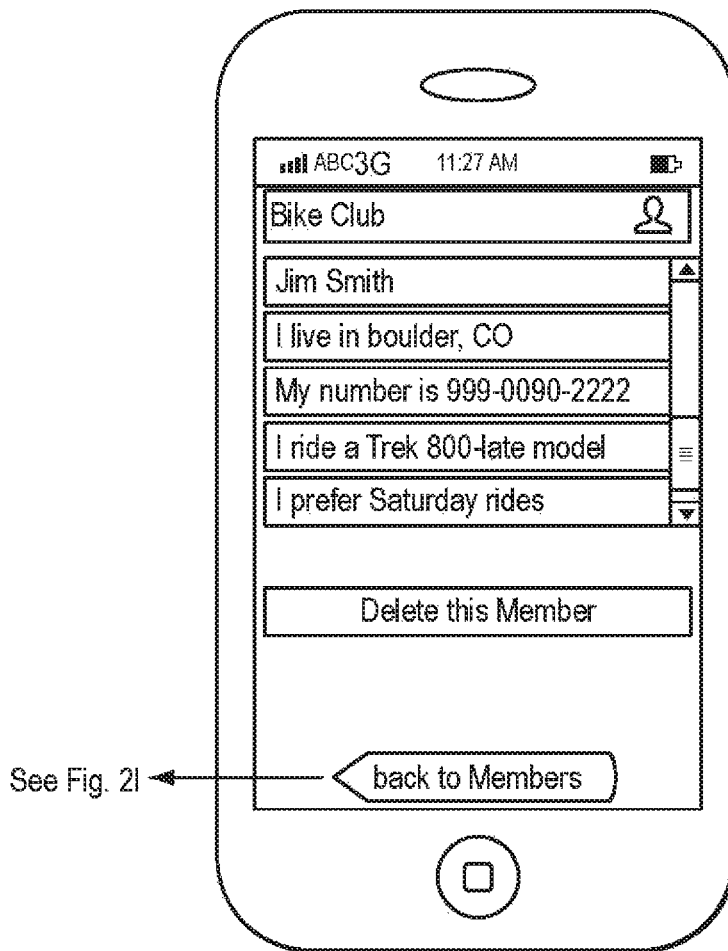 ABC3G 11:27 AM
Bike Club
Jim Smith
I live in boulder, CO
My number is 999-0090-2222
I ride a Trek 800-late model
I prefer Saturday rides
Delete this Member
See Fig. 2I
back to Members